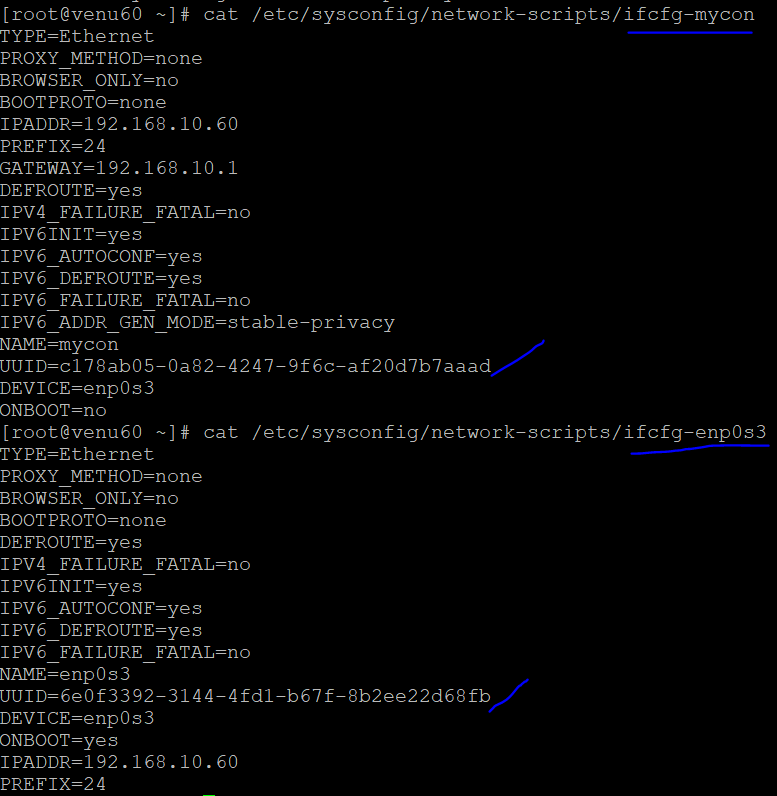 [root@venu60 ~]# cat /etc/sysconfig/network-scripts/ifcfg-mycon
TYPE=Ethernet
PROXY_METHOD=none
BROWSER_ONLY=no
BOOTPROTO=none
IPADDR=192.168.10.60
PREFIX=24
GATEWAY=192.168.10.1
DEFROUTE=yes
IPV4_FAILURE_FATAL=no
IPV6INIT=yes
IPV6_AUTOCONF=yes
IPV6_DEFROUTE=yes
IPV6_FAILURE_FATAL=no
IPV6_ADDR_GEN_MODE=stable-privacy
NAME=mycon
UUID=c178ab05-0a82-4247-9f6c-af20d7b7aaad
DEVICE=enp0s3
ONBOOT=no
[root@venu60 ~]# cat /etc/sysconfig/network-scripts/ifcfg-enp0s3
TYPE=Ethernet
PROXY_METHOD=none
BROWSER_ONLY=no
BOOTPROTO=none
DEFROUTE=yes
IPV4_FAILURE_FATAL=no
IPV6INIT=yes
IPV6_AUTOCONF=yes
IPV6_DEFROUTE=yes
IPV6_FAILURE_FATAL=no
NAME=enp0s3
UUID=6e0f3392-3144-4fd1-b67f-8b2ee22d68fb
DEVICE=enp0s3
ONBOOT=yes
IPADDR=192.168.10.60
PREFIX=24